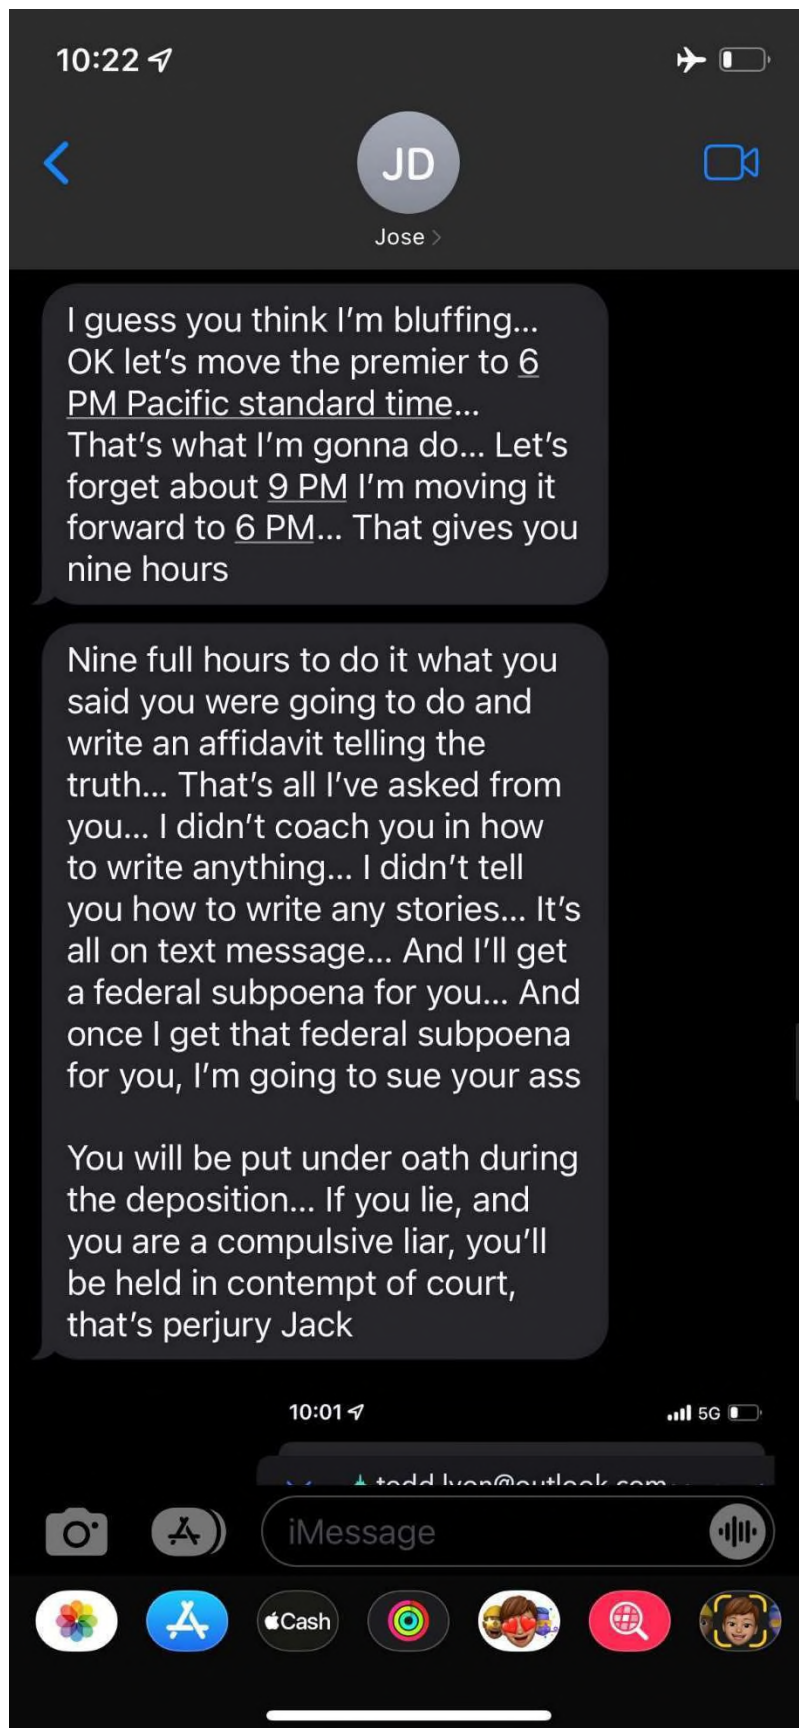 10:22
JD
Jose
I guess you think I’m bluffing...
OK let’s move the premier to 6
PM Pacific standard time...
That’s what I’m gonna do... Let’s
forget about 9 PM I’m moving it
forward to 6 PM... That gives you
nine hours
Nine full hours to do it what you
said you were going to do and
write an affidavit telling the
truth... That’s all I’ve asked from
you... I didn’t coach you in how
to write anything... I didn’t tell
you how to write any stories... It’s
all on text message... And I’ll get
a federal subpoena for you... And
once I get that federal subpoena
for you, I’m going to sue your ass
You will be put under oath during
the deposition... If you lie, and
you are a compulsive liar, you’ll
be held in contempt of court,
that’s perjury Jack
10:01 5G
todd.lyon@outlook.com
iMessage
Cash